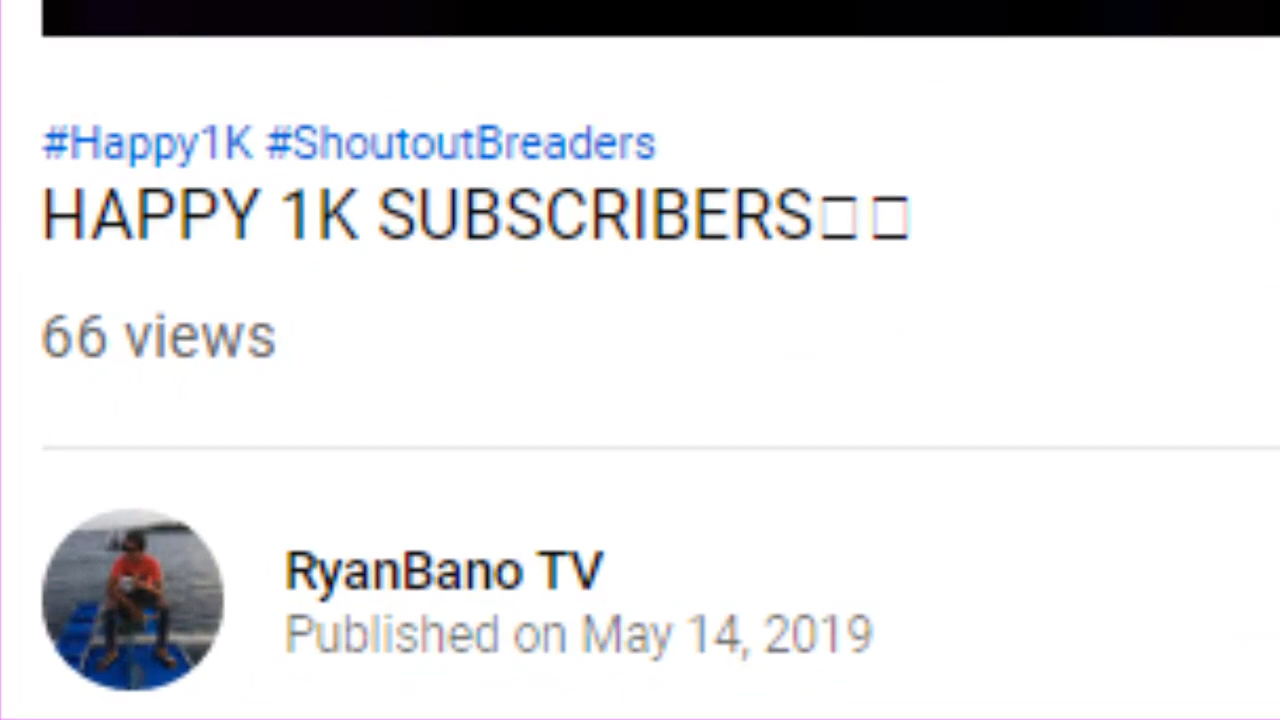 #Happy1K #ShoutoutBreaders
HAPPY 1K SUBSCRIBERS□□
66 views
RyanBano TV
Published on May 14, 2019